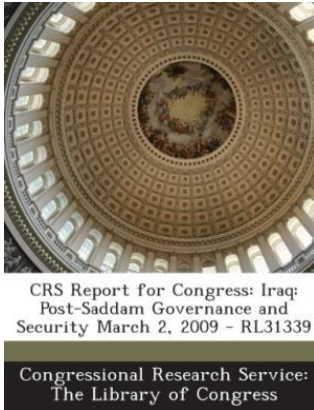 CRS Report for Congress: Iraq:
Post-Saddam Governance and
Security March 2, 2009 - RL31339
Congressional Research Service:
The Library of Congress